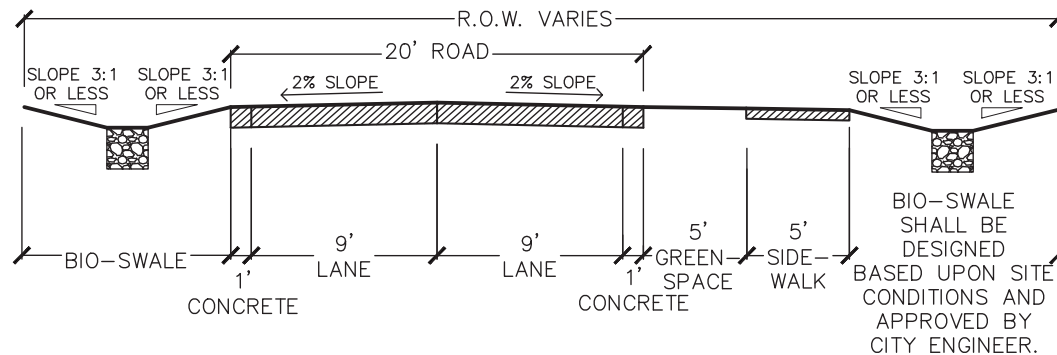 R.O.W. VARIES
20' ROAD
SLOPE 3:1
OR LESS
SLOPE 3:1
OR LESS
2% SLOPE
2% SLOPE
SLOPE 3:1
OR LESS
SLOPE 3:1
OR LESS
BIO-SWALE
1'
CONCRETE
9'
LANE
9'
LANE
1'
CONCRETE
5'
GREEN-
SPACE
5'
SIDE-
WALK
BIO-SWALE
SHALL BE
DESIGNED
BASED UPON SITE
CONDITIONS AND
APPROVED BY
CITY ENGINEER.